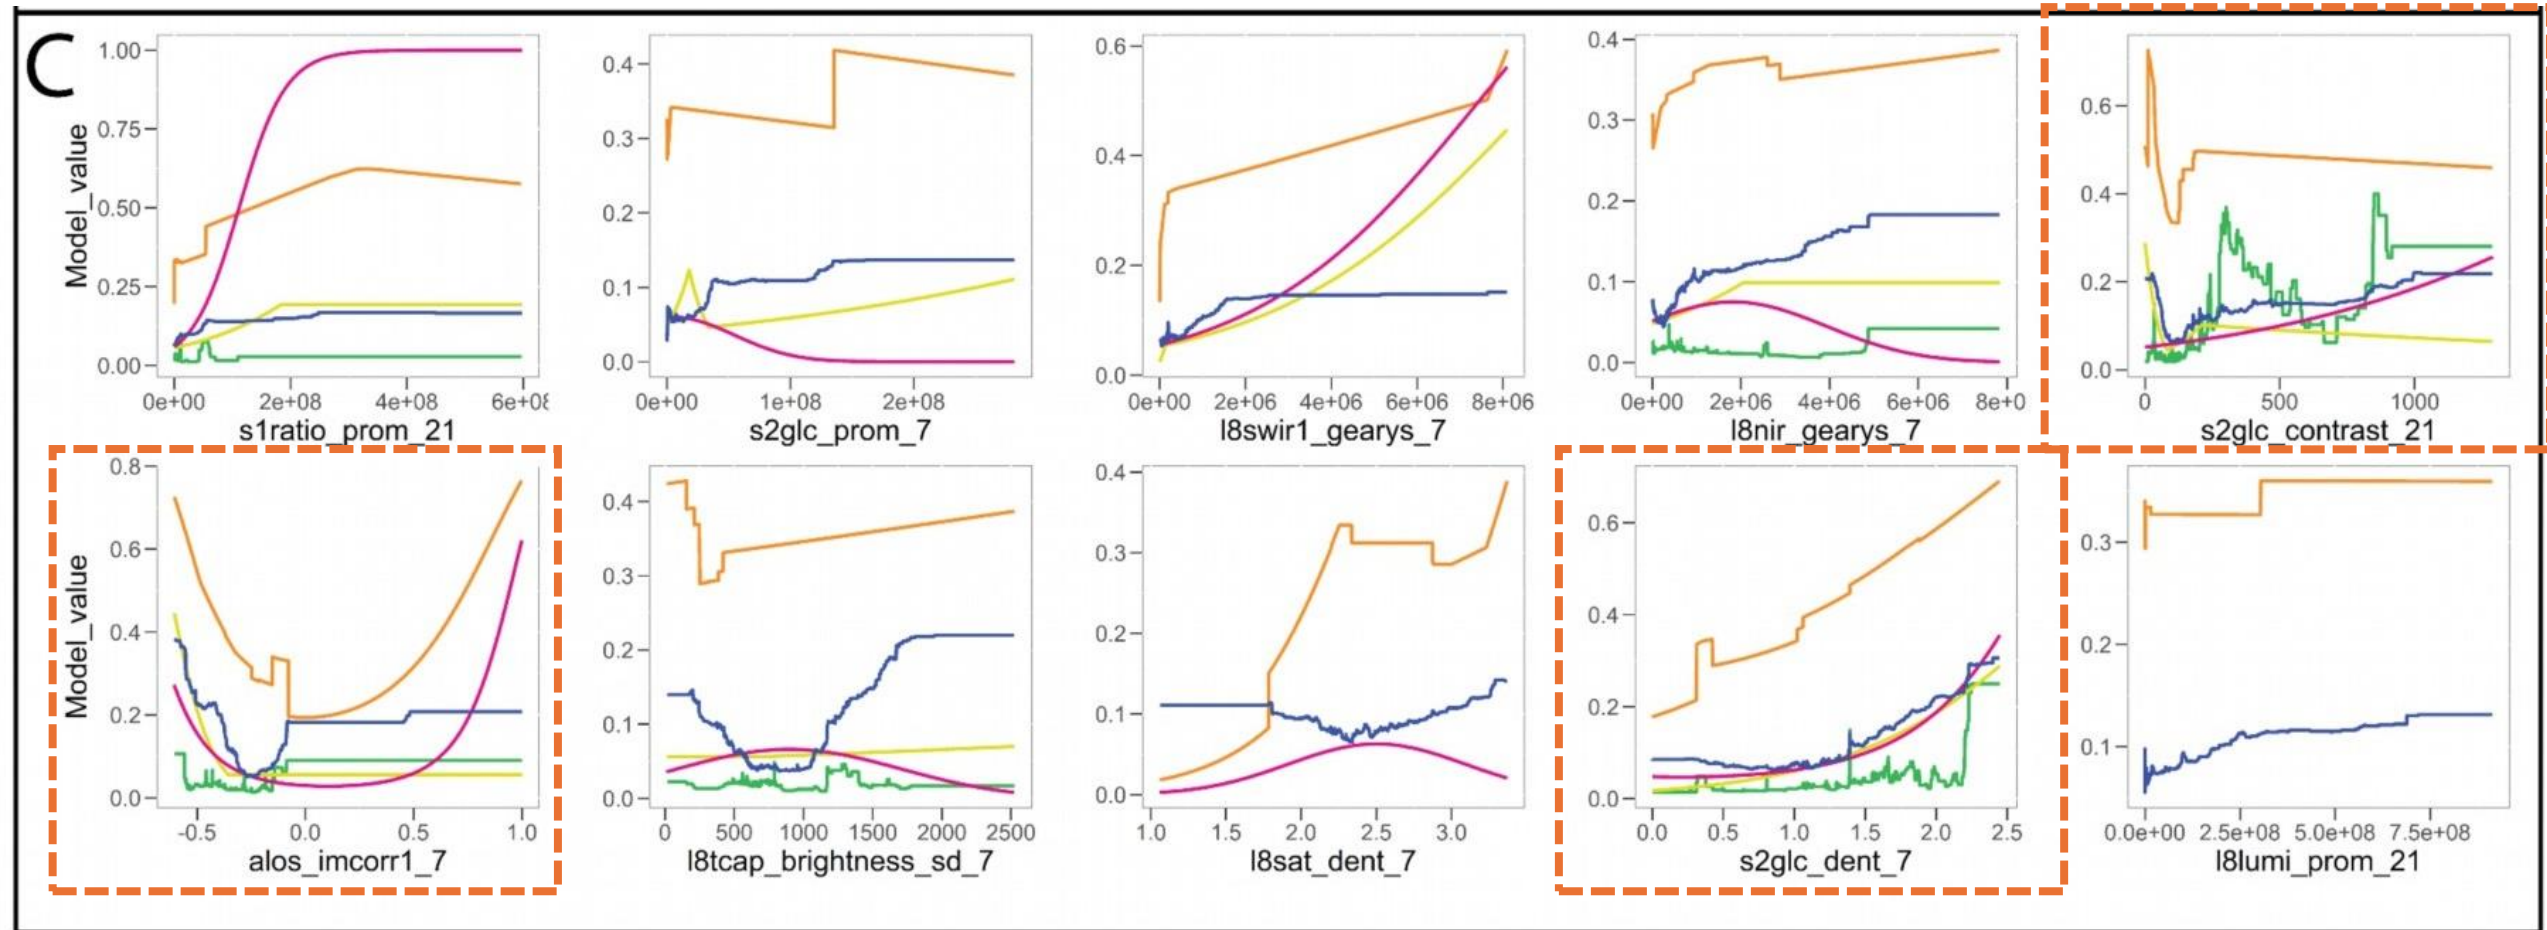 C
Model_value
1.00
0.75
0.50
0.25
0.00
0e+00 2e+08 4e+08 6e+08
s1ratio_prom_21
0.4
0.3
0.2
0.1
0.0
0e+00 1e+08 2e+08
s2glc_prom_7
0.6
0.4
0.2
0.0
0e+00 2e+06 4e+06 6e+06 8e+06
l8swir1_gearys_7
0.4
0.3
0.2
0.1
0.0
0e+00 2e+06 4e+06 6e+06 8e+0
l8nir_gearys_7
0.6
0.4
0.2
0.0
0 500 1000
s2glc_contrast_21
Model_value
0.8
0.6
0.4
0.2
0.0
-0.5 0.0 0.5 1.0
alos_imcorr1_7
0.4
0.3
0.2
0.1
0.0
0 500 1000 1500 2000 2500
l8tcap_brightness_sd_7
0.4
0.3
0.2
0.1
0.0
1.0 1.5 2.0 2.5 3.0
l8sat_dent_7
0.6
0.4
0.2
0.0
0.0 0.5 1.0 1.5 2.0 2.5
s2glc_dent_7
0.3
0.2
0.1
0.0e+00 2.5e+08 5.0e+08 7.5e+08
l8lumi_prom_21